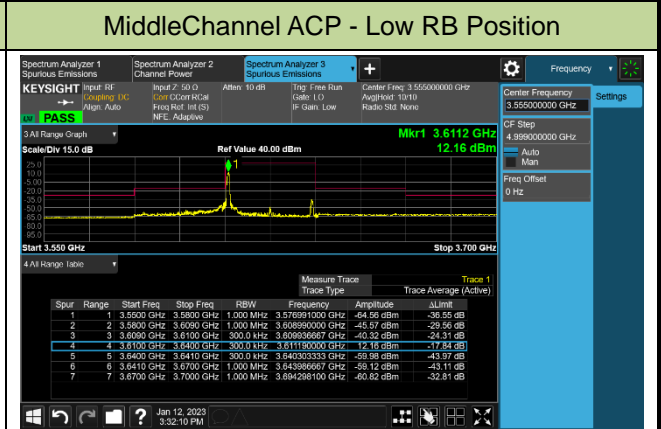 MiddleChannel ACP - Low RB Position
Spectrum Analyzer 1
Spurious Emissions
Spectrum Analyzer 2
Channel Power
Spectrum Analyzer 3
Spurious Emissions
Frequency
KEYSIGHT
Input: RF
Coupling: DC
Align: Auto
Input Z: 50 Ω
Corr CCorr RCal
Freq Ref: Int (S)
NFE: Adaptive
Atten: 10 dB
Trig: Free Run
Gate: LO
IF Gain: Low
Center Freq: 3.555000000 GHz
Avg|Hold: 10/10
Radio Std: None
PASS
Center Frequency
3.555000000 GHz
Settings
CF Step
4.999000000 GHz
Auto
Man
Freq Offset
0 Hz
3 All Range Graph
Scale/Div 15.0 dB
Ref Value 40.00 dBm
Mkr1 3.6112 GHz
12.16 dBm
1
25.0
10.0
-5.00
-20.0
-35.0
-50.0
Start 3.550 GHz
Stop 3.700 GHz
4 All Range Table
Measure Trace Trace 1
Trace Type Trace Average (Active)
Spur Range Start Freq Stop Freq RBW Frequency Amplitude ΔLimit
1 1 3.5500 GHz 3.5800 GHz 1.000 MHz 3.576991000 GHz -64.56 dBm -36.55 dB
2 2 3.5800 GHz 3.6090 GHz 1.000 MHz 3.608990000 GHz -45.57 dBm -29.56 dB
3 3 3.6090 GHz 3.6100 GHz 300.0 kHz 3.609936667 GHz -40.32 dBm -24.31 dB
4 4 3.6100 GHz 3.6400 GHz 300.0 kHz 3.611190000 GHz 12.16 dBm -17.84 dB
5 5 3.6400 GHz 3.6410 GHz 300.0 kHz 3.640303333 GHz -59.98 dBm -43.97 dB
6 6 3.6410 GHz 3.6700 GHz 1.000 MHz 3.643986667 GHz -59.12 dBm -43.11 dB
7 7 3.6700 GHz 3.7000 GHz 1.000 MHz 3.694298100 GHz -60.82 dBm -32.81 dB
Jan 12, 2023
3:32:10 PM